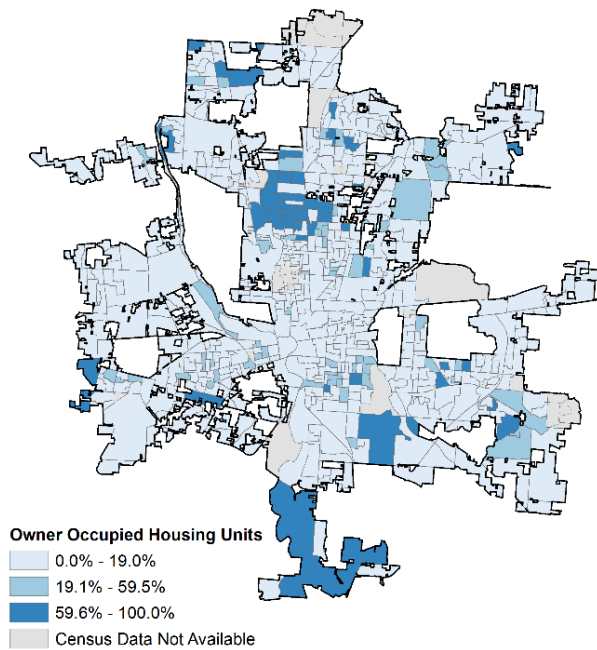 Owner Occupied Housing Units
0.0% - 19.0%
19.1% - 59.5%
59.6% - 100.0%
Census Data Not Available